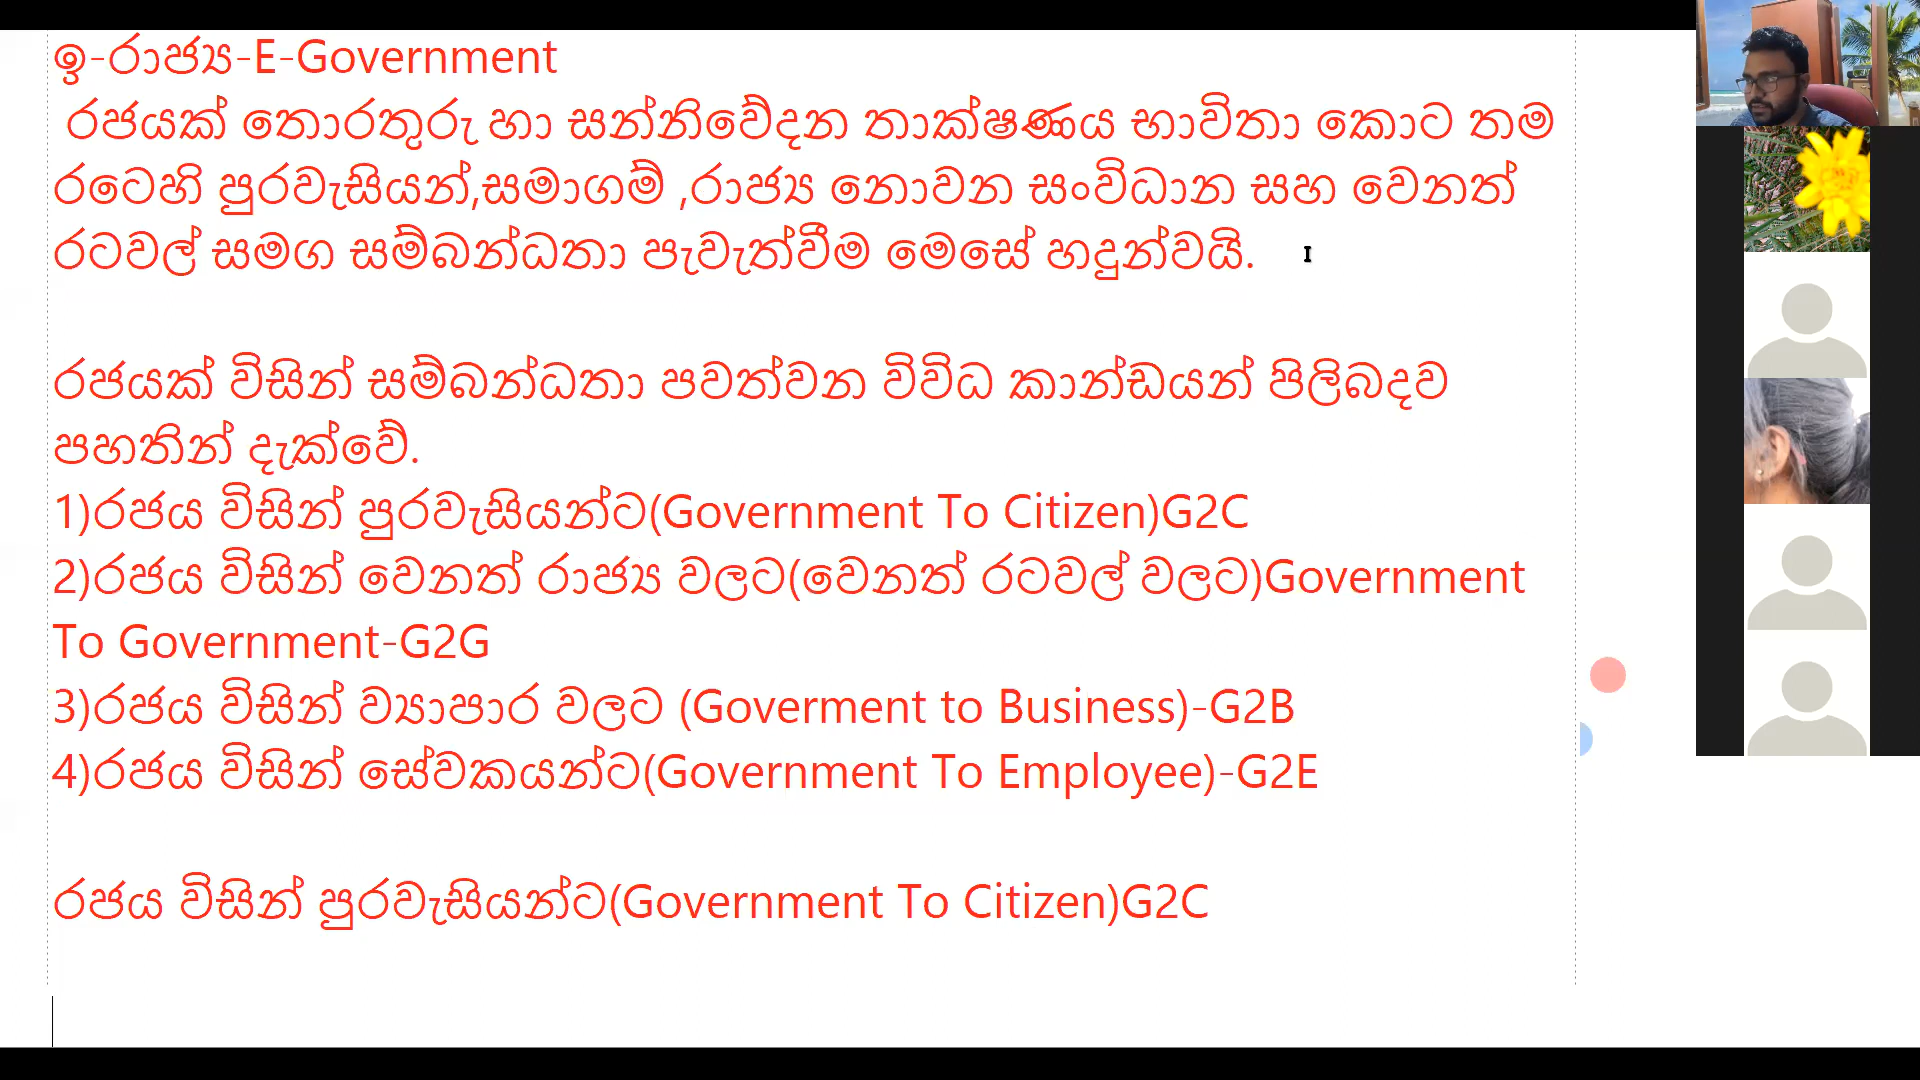 ඉ-රාජ්‍ය-E-Government
රජයක් තොරතුරු හා සන්නිවේදන තාක්ෂණය භාවිතා කොට තම
රටෙහි පුරවැසියන්,සමාගම් ,රාජ්‍ය නොවන සංවිධාන සහ වෙනත්
රටවල් සමග සම්බන්ධතා පැවැත්වීම මෙසේ හදුන්වයි.
රජයක් විසින් සම්බන්ධතා පවත්වන විවිධ කාන්ඩයන් පිලිබදව
පහතින් දැක්වේ.
1)රජය විසින් පුරවැසියන්ට(Government To Citizen)G2C
2)රජය විසින් වෙනත් රාජ්‍ය වලට(වෙනත් රටවල් වලට)Government
To Government-G2G
3)රජය විසින් ව්‍යාපාර වලට (Goverment to Business)-G2B
4)රජය විසින් සේවකයන්ට(Government To Employee)-G2E
රජය විසින් පුරවැසියන්ට(Government To Citizen)G2C